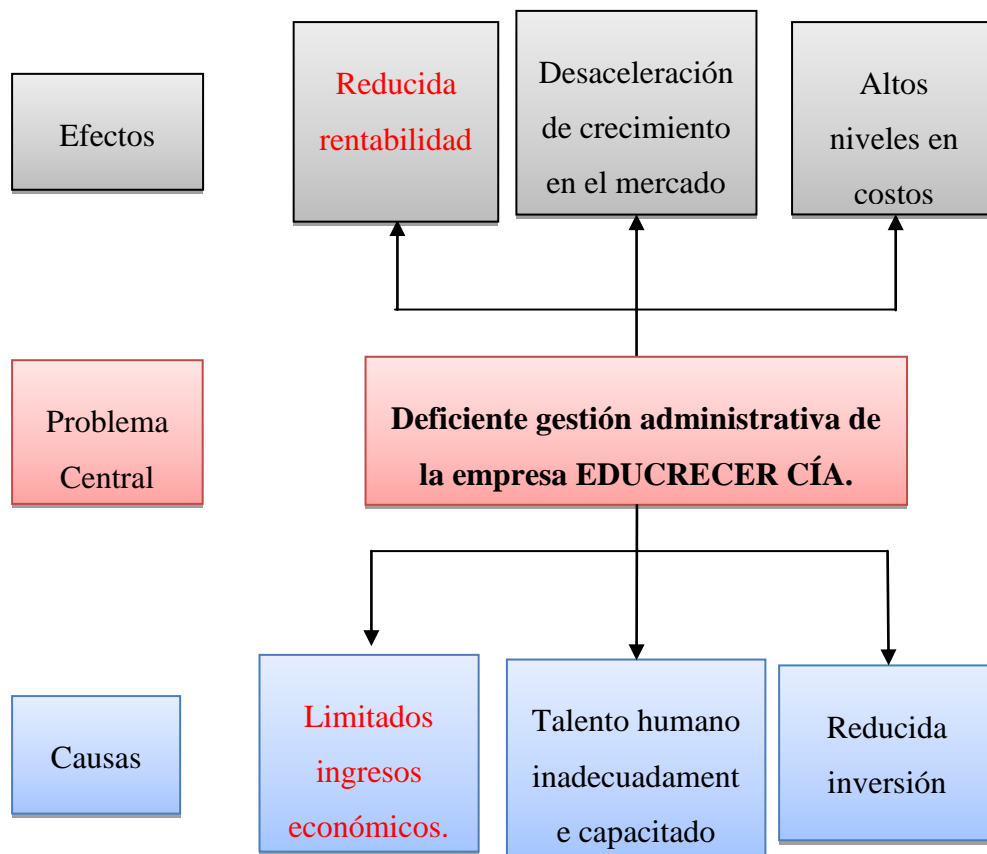 Efectos
Reducida
rentabilidad
Desaceleración
de crecimiento
en el mercado
Altos
niveles en
costos
Problema
Central
Deficiente gestión administrativa de
la empresa EDUCRECER CÍA.
Causas
Limitados
ingresos
económicos.
Talento humano
inadecuadament
e capacitado
Reducida
inversión